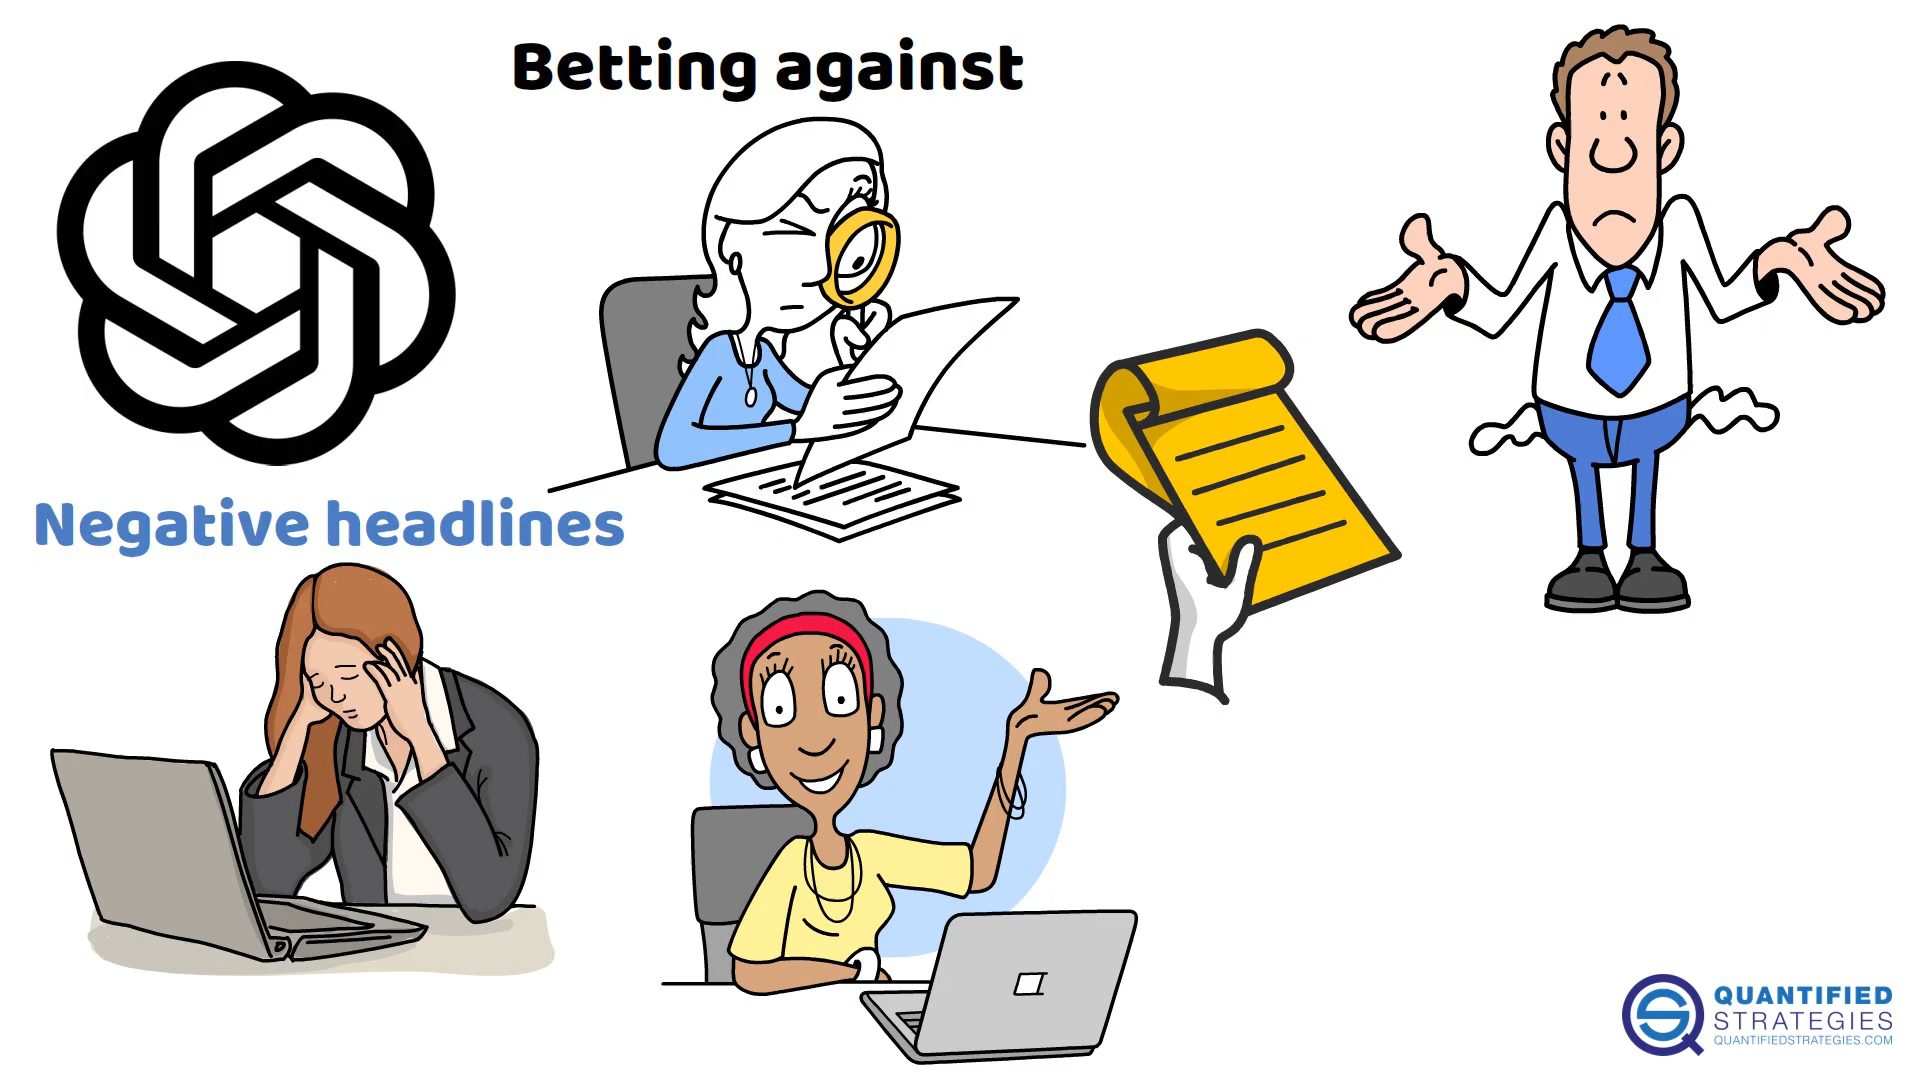 Betting against
Negative headlines
QUANTIFIED
STRATEGIES
QUANTIFIEDSTRATEGIES.COM